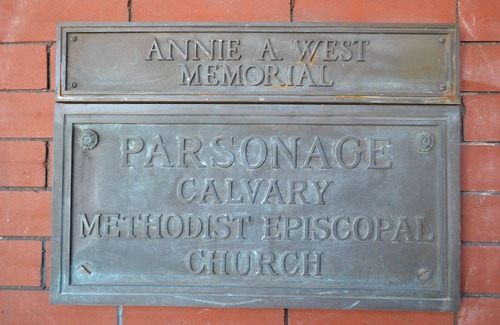 ANNIE A. WEST
MEMORIAL
PARSONAGE
CALVARY
METHODIST EPISCOPAL
CHURCH